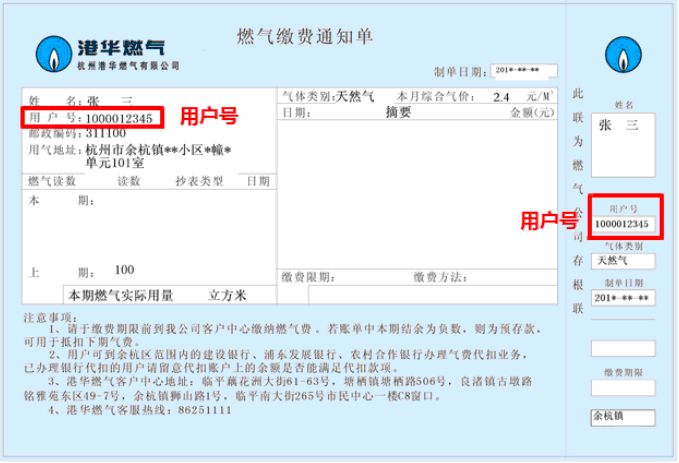 港华燃气
杭州港华燃气有限公司
燃气缴费通知单
制单日期: 201*-**-**
姓 名: 张 三
用 户 号: 1000012345
用户号
邮政编码: 311100
用气地址: 杭州市余杭镇**小区*幢*
单元101室
燃气读数 读数 抄表类型 日期
本 期:
上 期: 100
本期燃气实际用量 立方米
气体类别: 天然气 本月综合气价: 2.4 元/M³
日期: 摘要 金额(元)
缴费限期: 缴费方法:
注意事项:
1、请于缴费期限前到我公司客户中心缴纳燃气费。若账单中本期结余为负数,则为预存款,
可用于抵扣下期气费。
2、用户可到余杭区范围内的建设银行、浦东发展银行、农村合作银行办理气费代扣业务,
已办理银行代扣的用户请留意代扣账户上的余额是否能满足代扣款项。
3、港华燃气客户中心地址:临平藕花洲大街61-63号,塘栖镇塘栖路506号,良渚镇古墩路
铭雅苑东区49-7号,余杭镇狮山路1号,临平南大街265号市民中心一楼C8窗口。
4、港华燃气客服热线:86251111
此联为燃气公司存根联
姓名
张 三
用户号
用户号
1000012345
气体类别
天然气
制单日期
201*-**-**
缴费期限
余杭镇